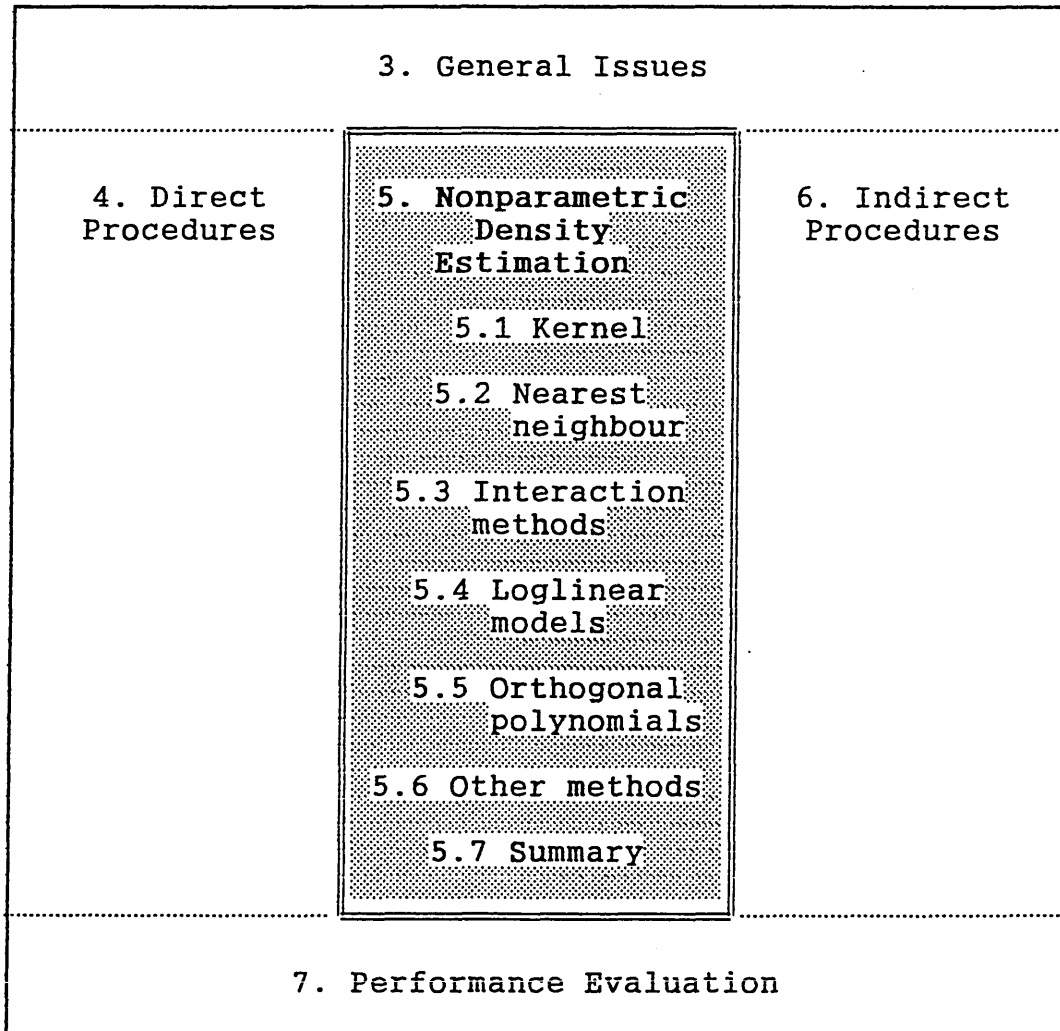 3. General Issues
4. Direct
Procedures
5. Nonparametric
Density
Estimation
5.1 Kernel
5.2 Nearest
neighbour
5.3 Interaction
methods
5.4 Loglinear
models
5.5 Orthogonal
polynomials
5.6 Other methods
5.7 Summary
6. Indirect
Procedures
7. Performance Evaluation